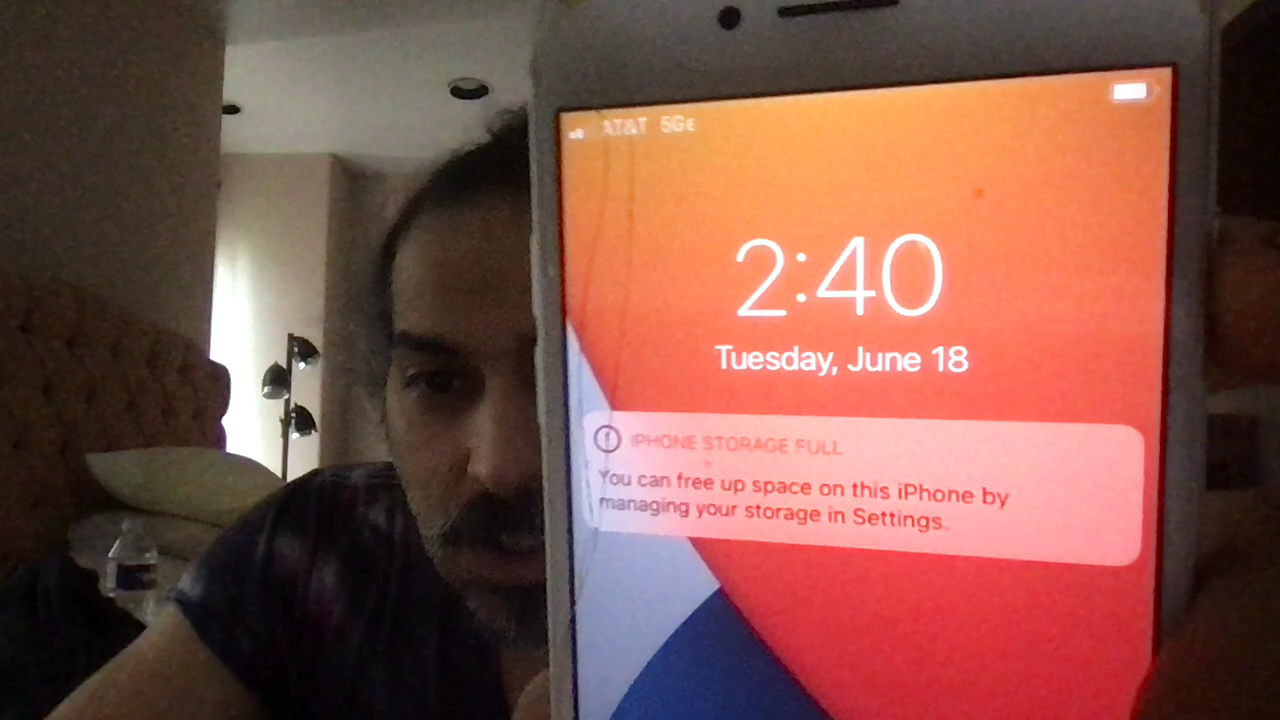 AT&T 5GE
2:40
Tuesday, June 18
IPHONE STORAGE FULL
You can free up space on this iPhone by
managing your storage in Settings.